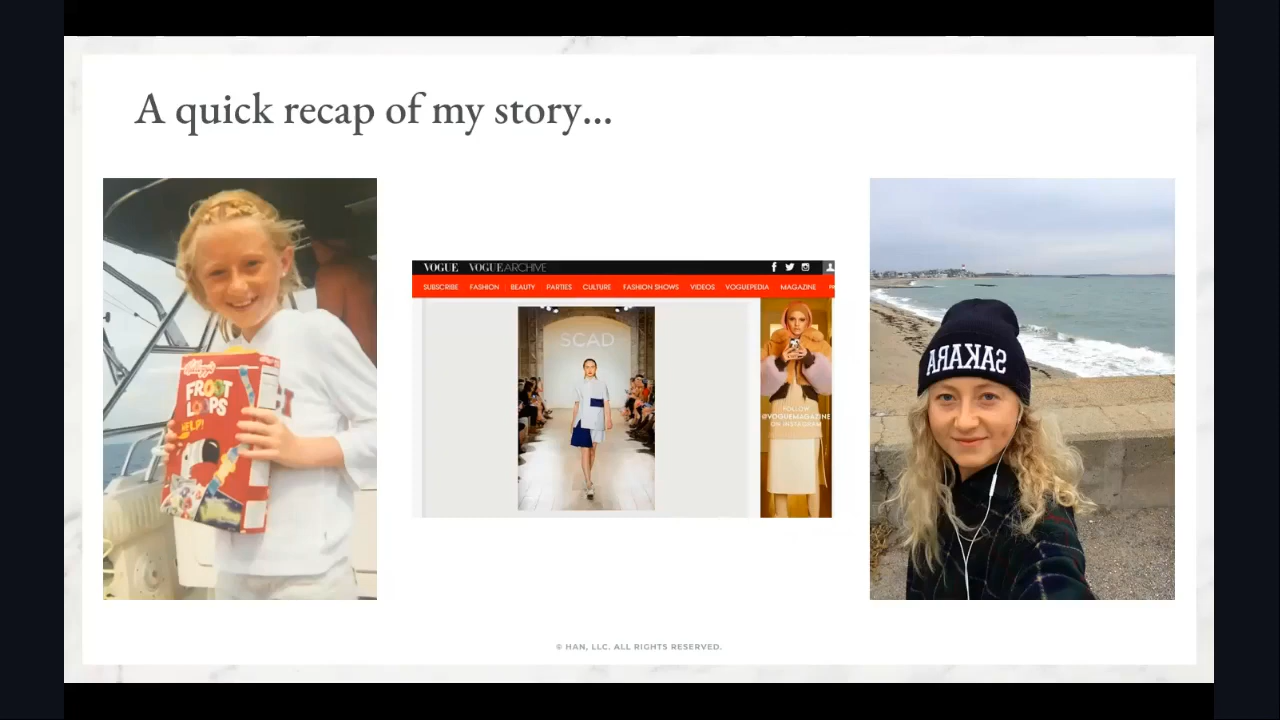 A quick recap of my story...
Kellogg's
FROOT
LOOPS
HELP!
VOGUE VOGUEARCHIVE
SUBSCRIBE FASHION BEAUTY PARTIES CULTURE FASHION SHOWS VIDEOS VOGUEPEDIA MAGAZINE
SCAD
FOLLOW
@VOGUEMAGAZINE
ON INSTAGRAM
SAKARA
© HAN, LLC. ALL RIGHTS RESERVED.